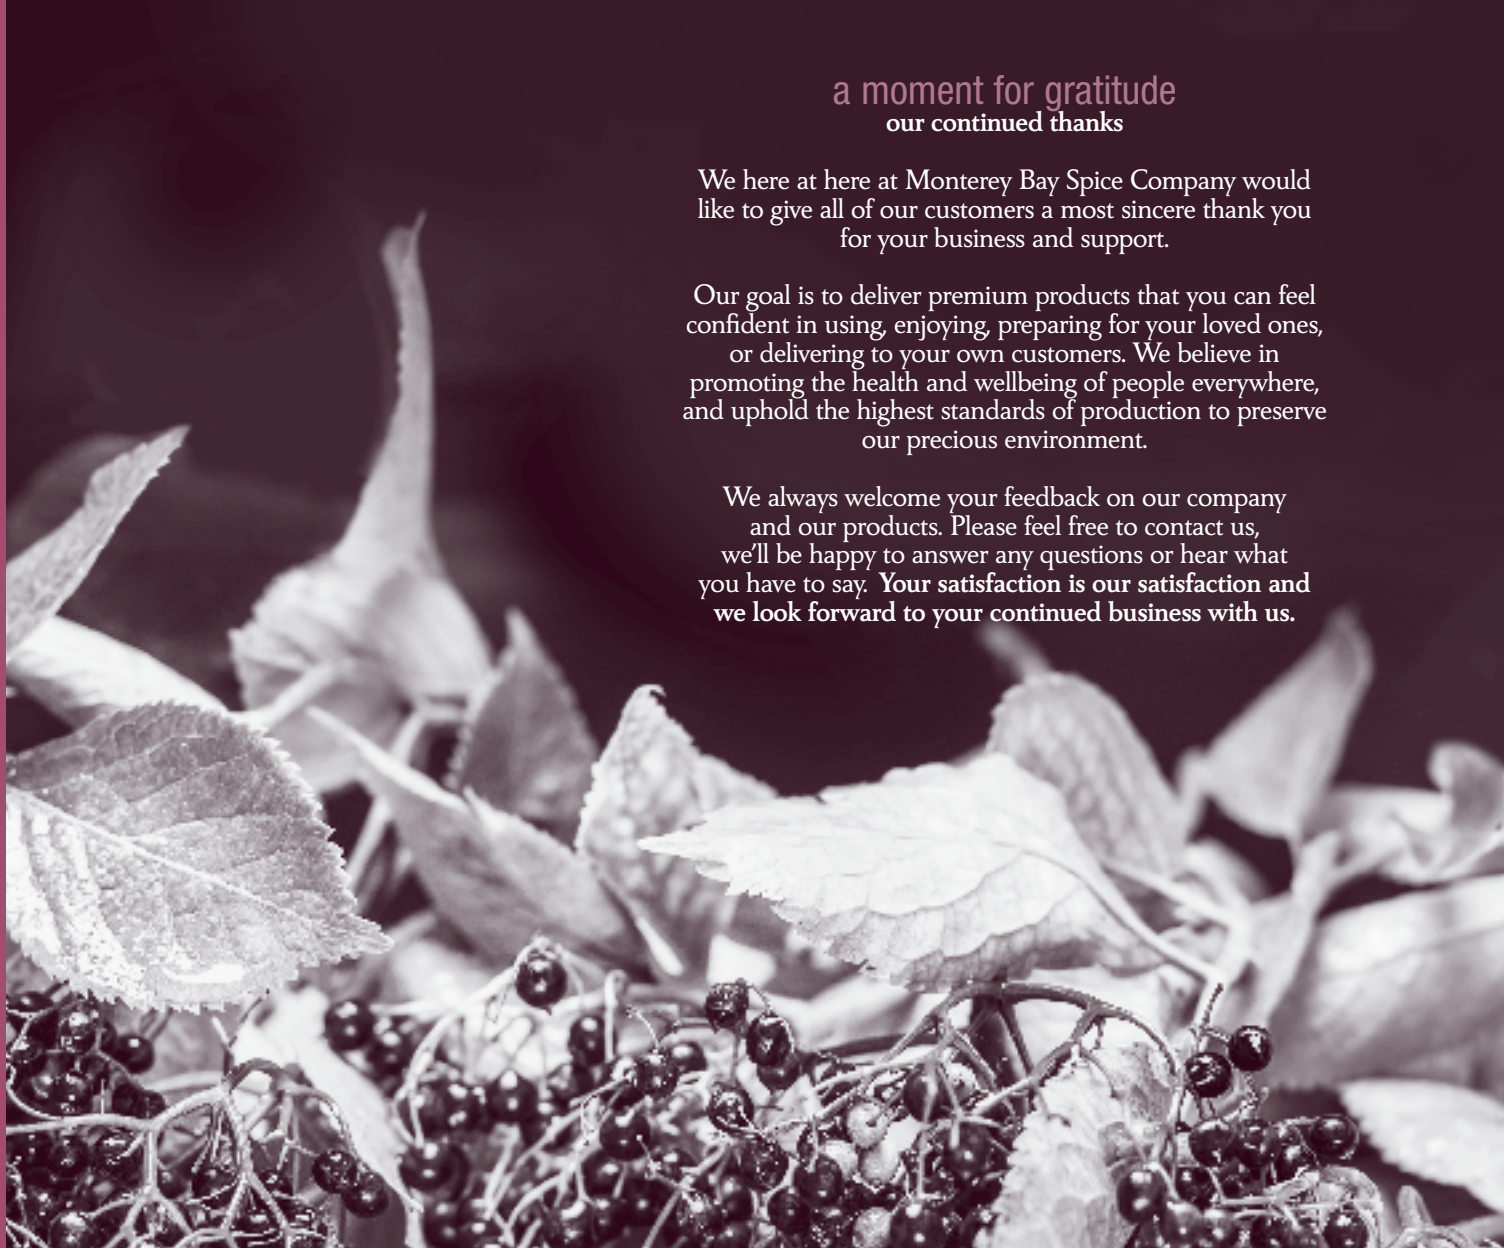 a moment for gratitude
our continued thanks
We here at here at Monterey Bay Spice Company would
like to give all of our customers a most sincere thank you
for your business and support.
Our goal is to deliver premium products that you can feel
confident in using, enjoying, preparing for your loved ones,
or delivering to your own customers. We believe in
promoting the health and wellbeing of people everywhere,
and uphold the highest standards of production to preserve
our precious environment.
We always welcome your feedback on our company
and our products. Please feel free to contact us,
we'll be happy to answer any questions or hear what
you have to say. Your satisfaction is our satisfaction and
we look forward to your continued business with us.